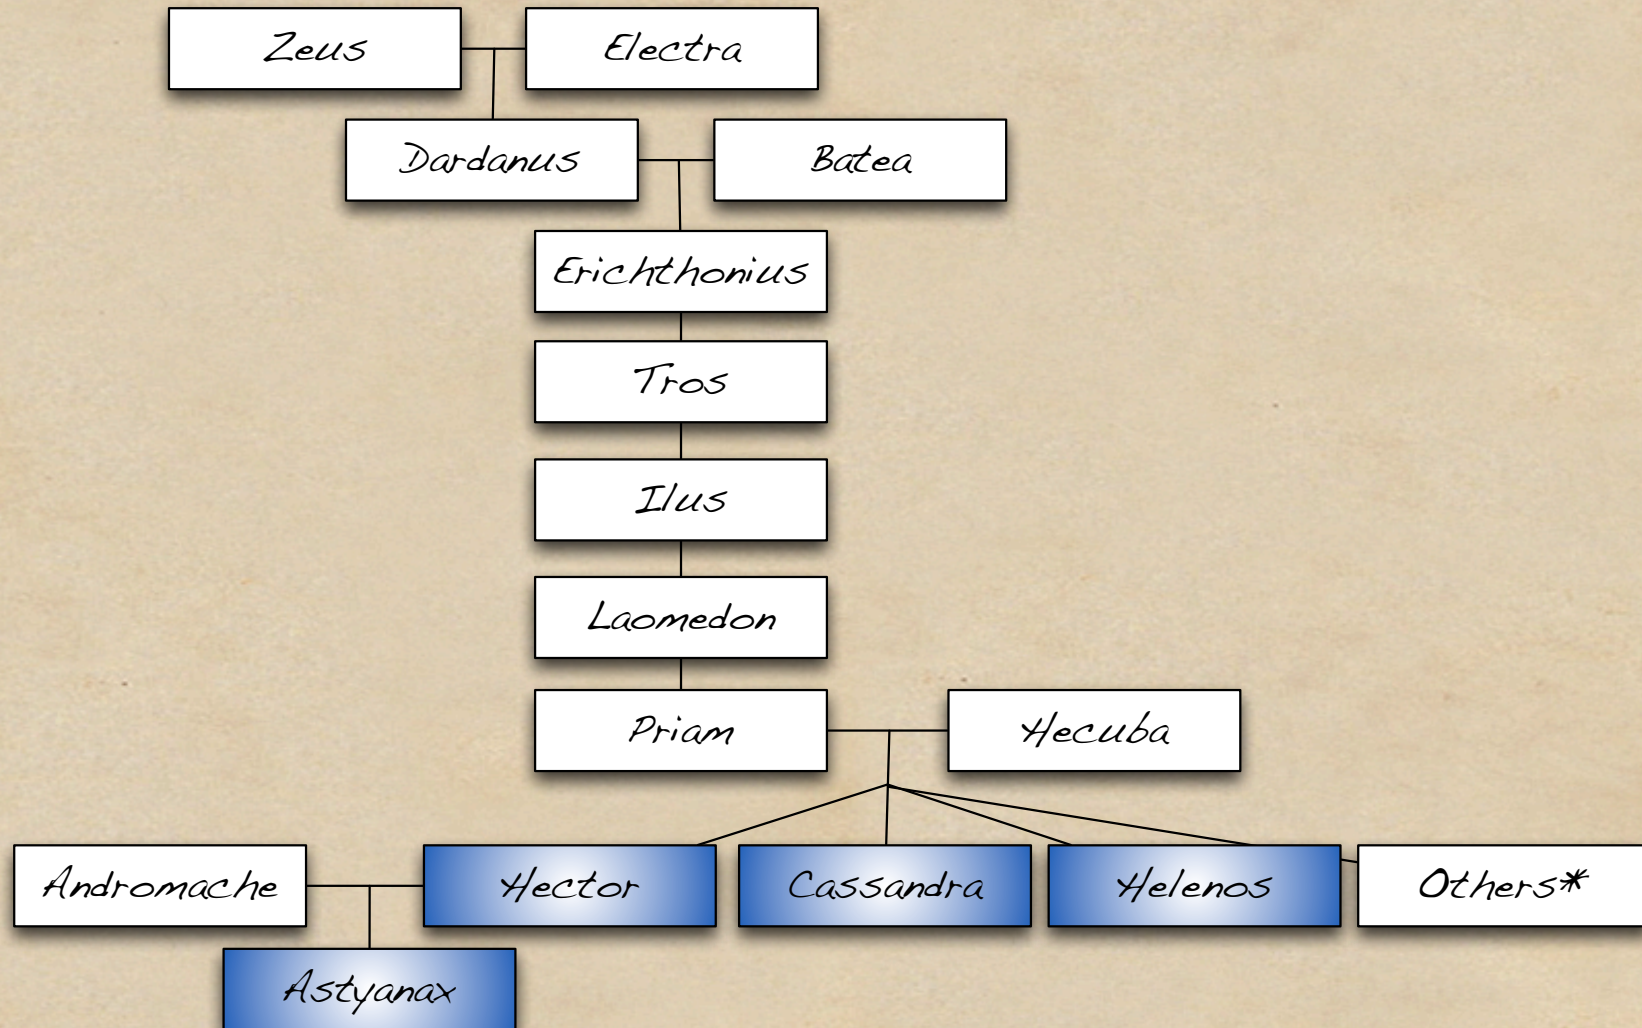 Zeus
Electra
Dardanus
Batea
Erichthonius
Tros
Ilus
Laomedon
Priam
Hecuba
Andromache
Hector
Cassandra
Helenos
Others*
Astyanax